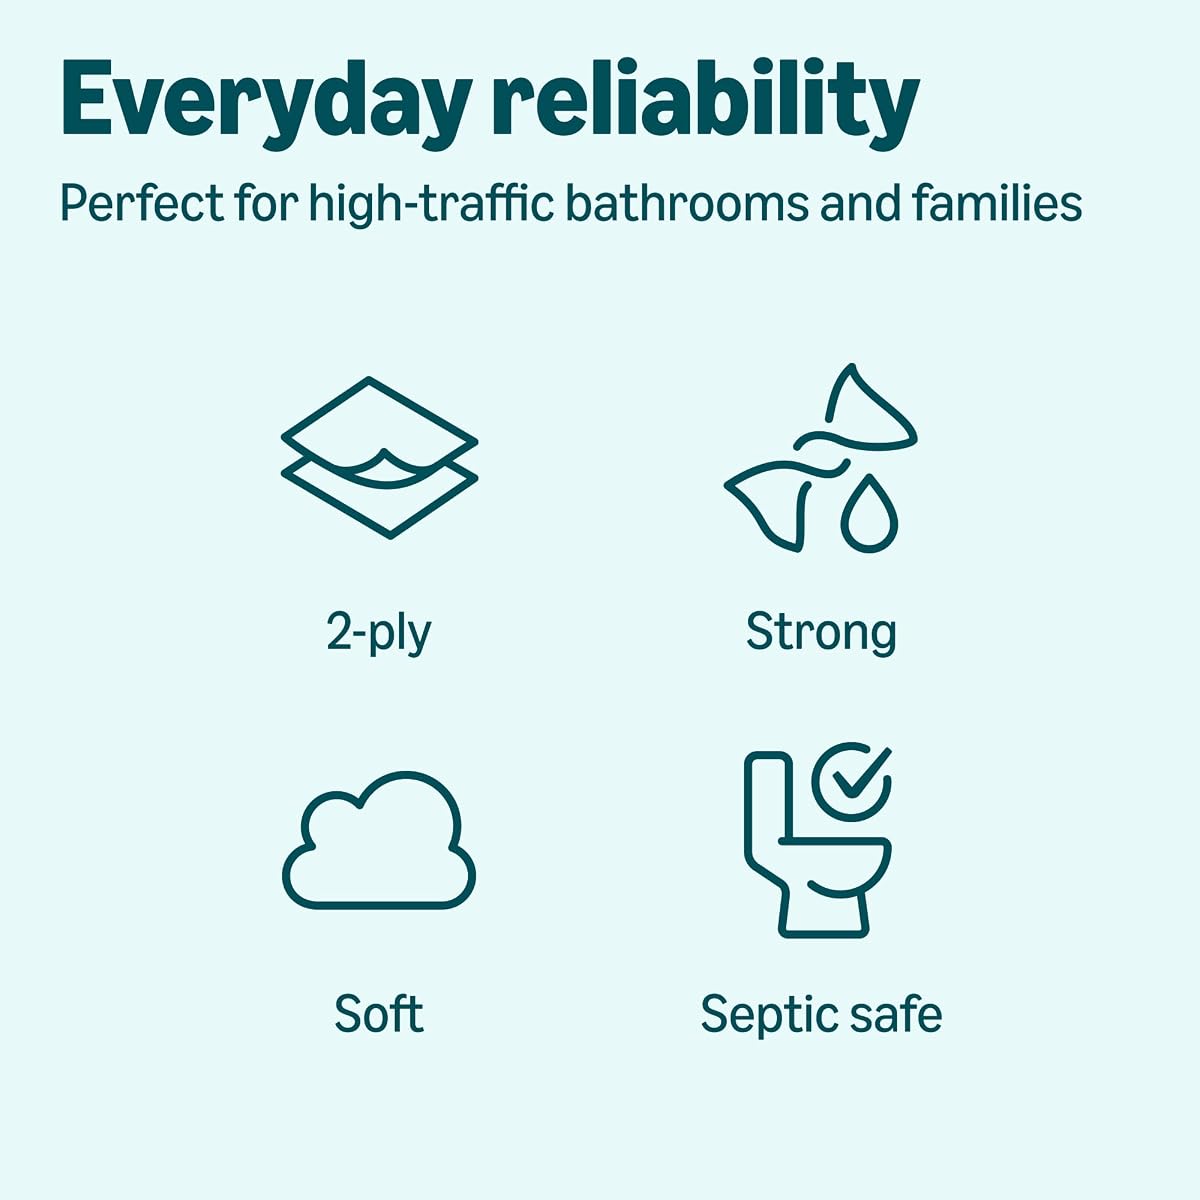 Everyday reliability
Perfect for high-traffic bathrooms and families
2-ply
Strong
Soft
Septic safe